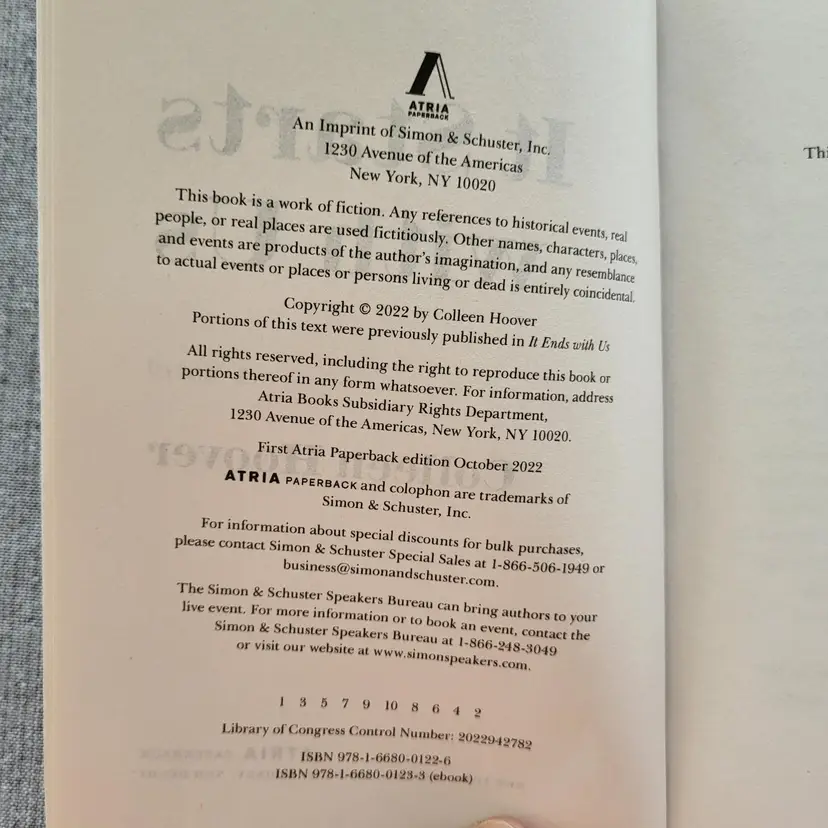 ATRIA
PAPERBACK
An Imprint of Simon & Schuster, Inc.
1230 Avenue of the Americas
New York, NY 10020
This book is a work of fiction. Any references to historical events, real
people, or real places are used fictitiously. Other names, characters, places,
and events are products of the author's imagination, and any resemblance
to actual events or places or persons living or dead is entirely coincidental.
Copyright © 2022 by Colleen Hoover
Portions of this text were previously published in It Ends with Us
All rights reserved, including the right to reproduce this book or
portions thereof in any form whatsoever. For information, address
Atria Books Subsidiary Rights Department,
1230 Avenue of the Americas, New York, NY 10020.
First Atria Paperback edition October 2022
ATRIA PAPERBACK and colophon are trademarks of
Simon & Schuster, Inc.
For information about special discounts for bulk purchases,
please contact Simon & Schuster Special Sales at 1-866-506-1949 or
business@simonandschuster.com.
The Simon & Schuster Speakers Bureau can bring authors to your
live event. For more information or to book an event, contact the
Simon & Schuster Speakers Bureau at 1-866-248-3049
or visit our website at www.simonspeakers.com.
1 3 5 7 9 10 8 6 4 2
Library of Congress Control Number: 2022942782
ISBN 978-1-6680-0122-6
ISBN 978-1-6680-0123-3 (ebook)